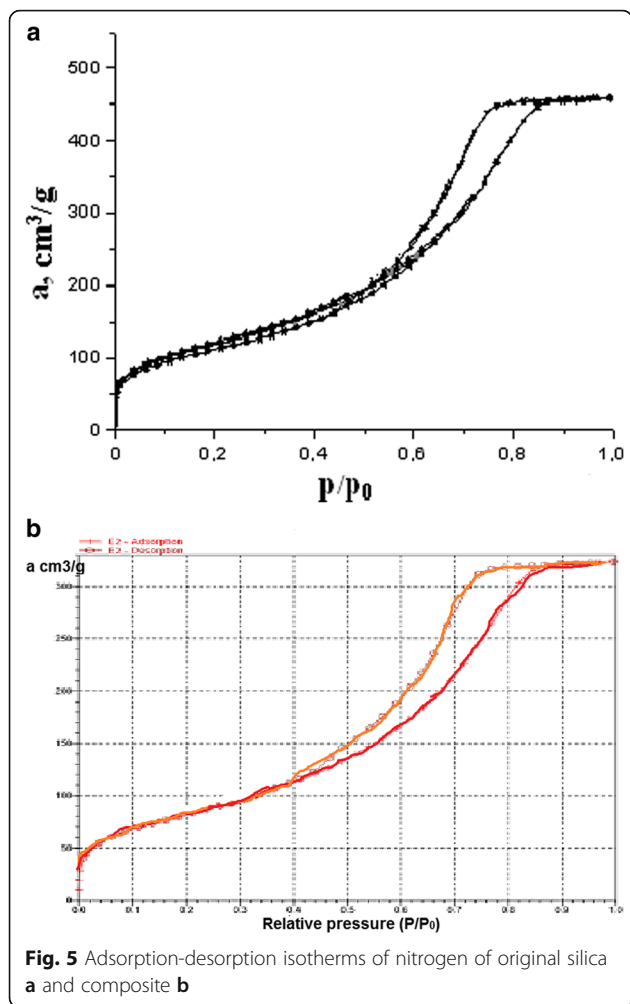 a
500
400
300
200
100
0
a, cm³/g
0 0,2 0,4 0,6 0,8 1,0
p/p₀
b
E2 - Adsorption
E2 - Desorption
a cm3/g
300
250
200
150
100
50
0
0.0 0.1 0.2 0.3 0.4 0.5 0.6 0.7 0.8 0.9 1.0
Relative pressure (P/P₀)
Fig. 5 Adsorption-desorption isotherms of nitrogen of original silica
a and composite b